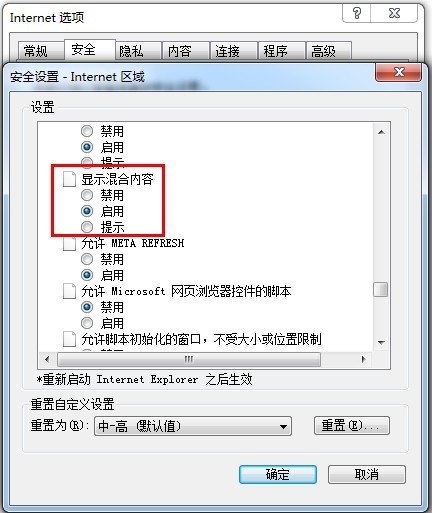 Internet 选项
常规 安全 隐私 内容 连接 程序 高级
安全设置 - Internet 区域
设置
禁用
启用
提示
显示混合内容
禁用
启用
提示
允许 META REFRESH
禁用
启用
允许 Microsoft 网页浏览器控件的脚本
禁用
启用
允许脚本初始化的窗口，不受大小或位置限制
*重新启动 Internet Explorer 之后生效
重置自定义设置
重置为(R): 中-高 (默认值) 重置(E)...
确定 取消